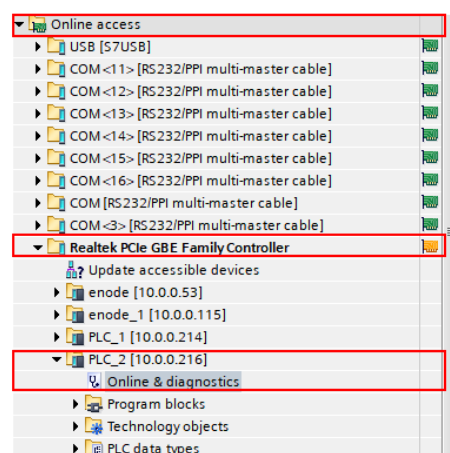 Online access
USB [S7USB]
COM <11> [RS232/PPI multi-master cable]
COM <12> [RS232/PPI multi-master cable]
COM <13> [RS232/PPI multi-master cable]
COM <14> [RS232/PPI multi-master cable]
COM <15> [RS232/PPI multi-master cable]
COM <16> [RS232/PPI multi-master cable]
COM [RS232/PPI multi-master cable]
COM <3> [RS232/PPI multi-master cable]
Realtek PCIe GBE Family Controller
Update accessible devices
enode [10.0.0.53]
enode_1 [10.0.0.115]
PLC_1 [10.0.0.214]
PLC_2 [10.0.0.216]
Online & diagnostics
Program blocks
Technology objects
PLC data types